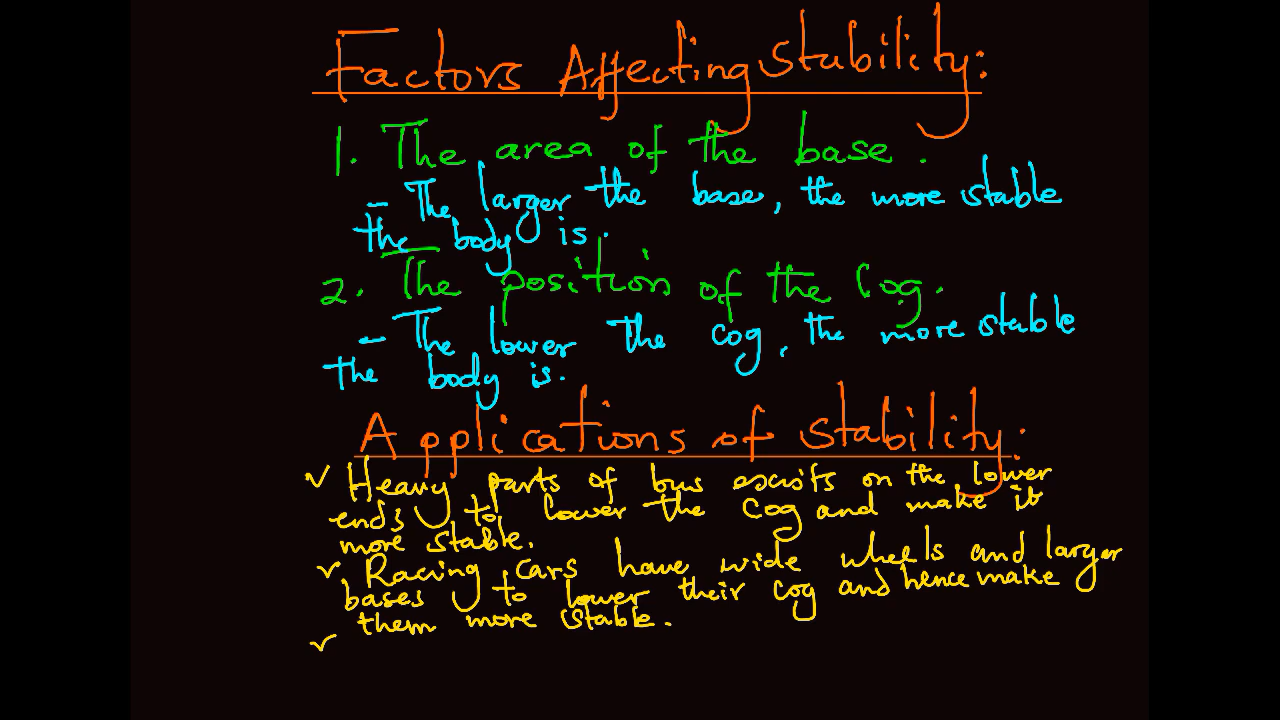 Factors Affecting Stability:
1. The area of the base.
- The larger the base, the more stable
the body is.
2. The position of the Cog.
- The lower the cog, the more stable
the body is.
Applications of Stability:
✓ Heavy parts of bus exists on the lower
ends to lower the cog and make it
more stable.
✓ Racing cars have wide wheels and larger
bases to lower their cog and hence make
them more stable.
✓